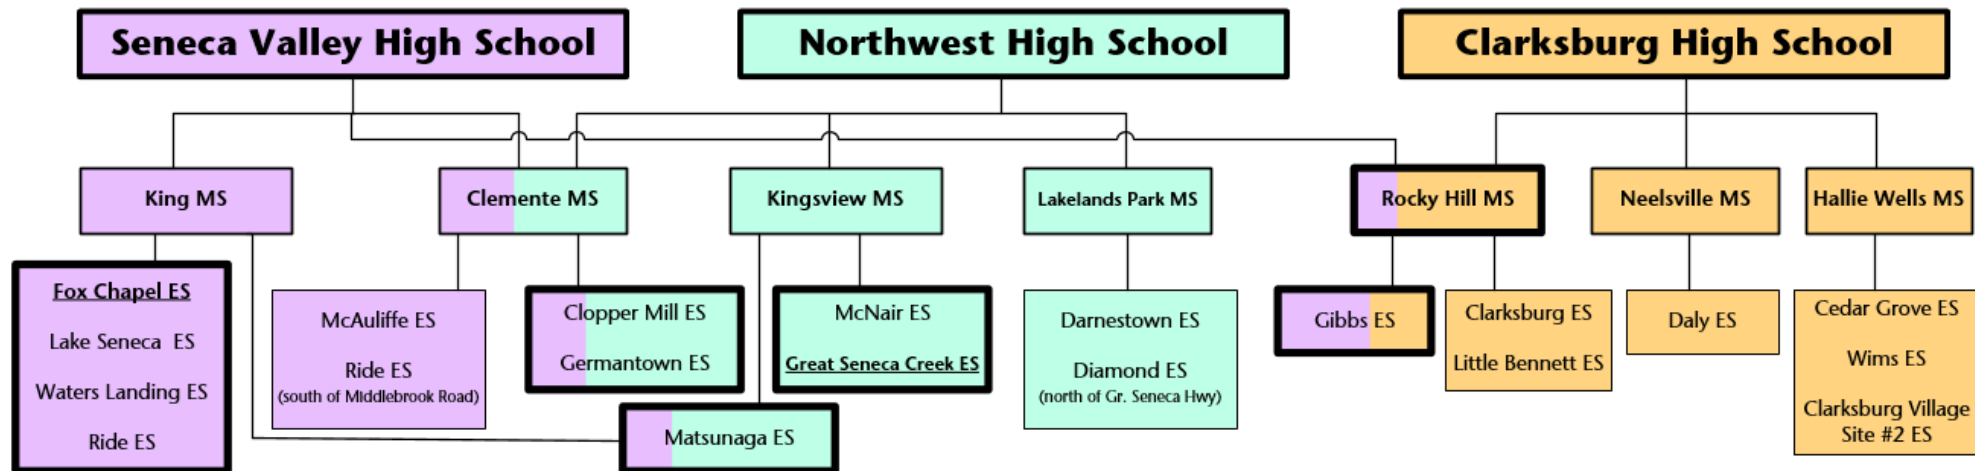 Seneca Valley High School
Northwest High School
Clarksburg High School
King MS
Clemente MS
Kingsview MS
Lakelands Park MS
Rocky Hill MS
Neelsville MS
Hallie Wells MS
Fox Chapel ES
Lake Seneca ES
Waters Landing ES
Ride ES
McAuliffe ES
Ride ES
(south of Middlebrook Road)
Clopper Mill ES
Germantown ES
McNair ES
Great Seneca Creek ES
Matsunaga ES
Darnestown ES
Diamond ES
(north of Gr. Seneca Hwy)
Gibbs ES
Clarksburg ES
Little Bennett ES
Daly ES
Cedar Grove ES
Wims ES
Clarksburg Village
Site #2 ES